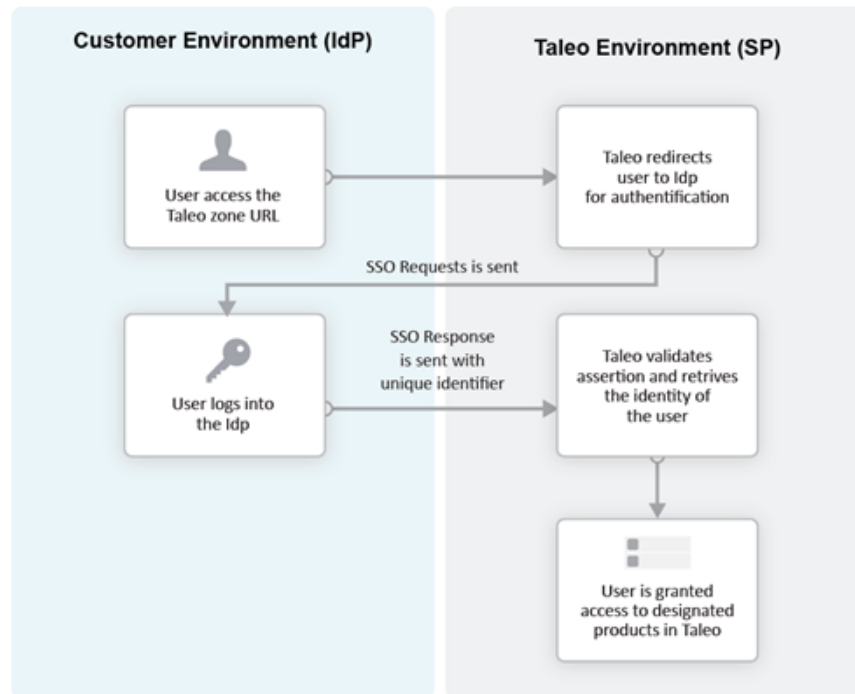 Customer Environment (IdP)
Taleo Environment (SP)
User access the
Taleo zone URL
Taleo redirects
user to Idp
for authentification
SSO Requests is sent
User logs into
the Idp
SSO Response
is sent with
unique identifier
Taleo validates
assertion and retrives
the identity of
the user
User is granted
access to designated
products in Taleo